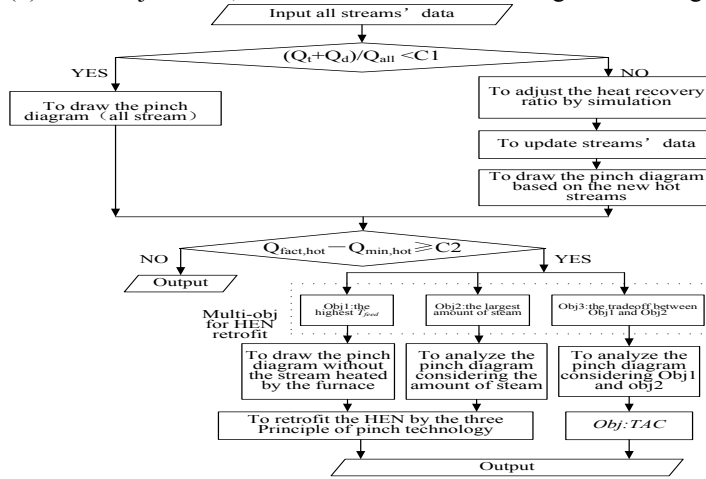 Input all streams' data
(Qt+Qd)/Qall <C1
YES
NO
To draw the pinch
diagram（all stream）
To adjust the heat recovery
ratio by simulation
To update streams' data
To draw the pinch diagram
based on the new hot
streams
Qfact,hot—Qmin,hot≥C2
NO
YES
Output
Multi-obj
for HEN
retrofit
Obj1:the
highest Tfeed
Obj2:the largest
amount of steam
Obj3:the tradeoff between
Obj1 and Obj2
To draw the pinch
diagram without
the stream heated
by the furnace
To analyze the
pinch diagram
considering the
amount of steam
To analyze the
pinch diagram
considering Obj1
and obj2
To retrofit the HEN by the three
Principle of pinch technology
Obj:TAC
Output